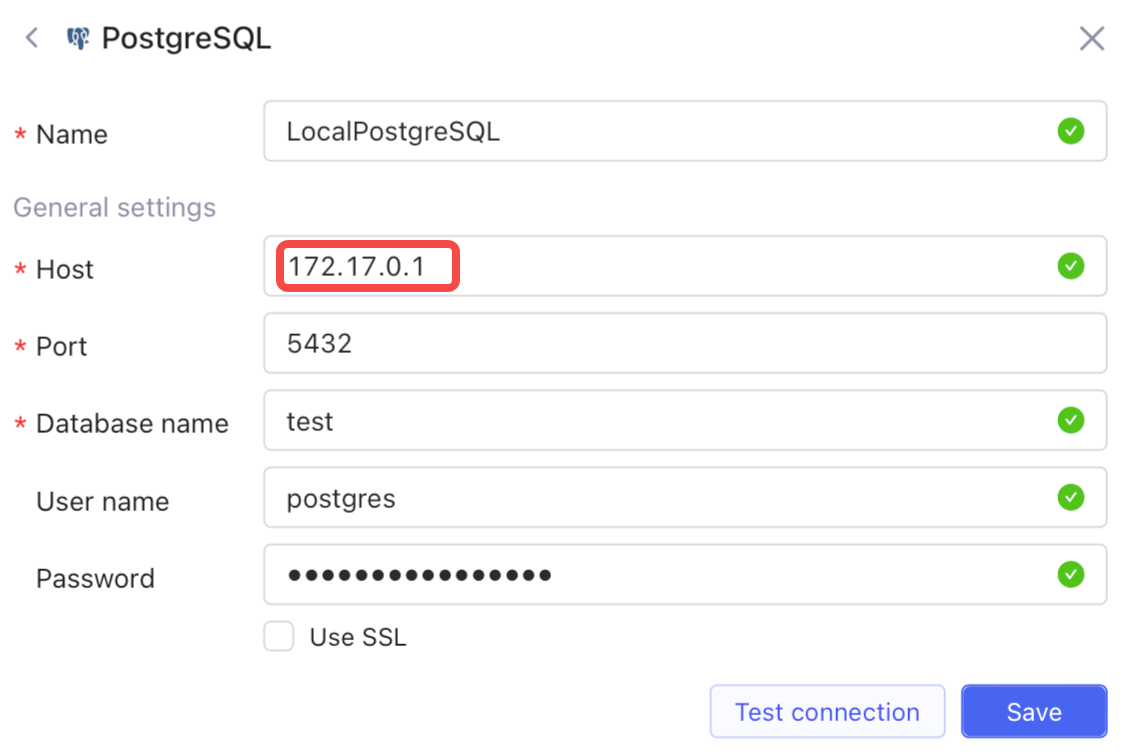 PostgreSQL
* Name LocalPostgreSQL
General settings
* Host 172.17.0.1
* Port 5432
* Database name test
User name postgres
Password ••••••••••••••••
Use SSL
Test connection Save